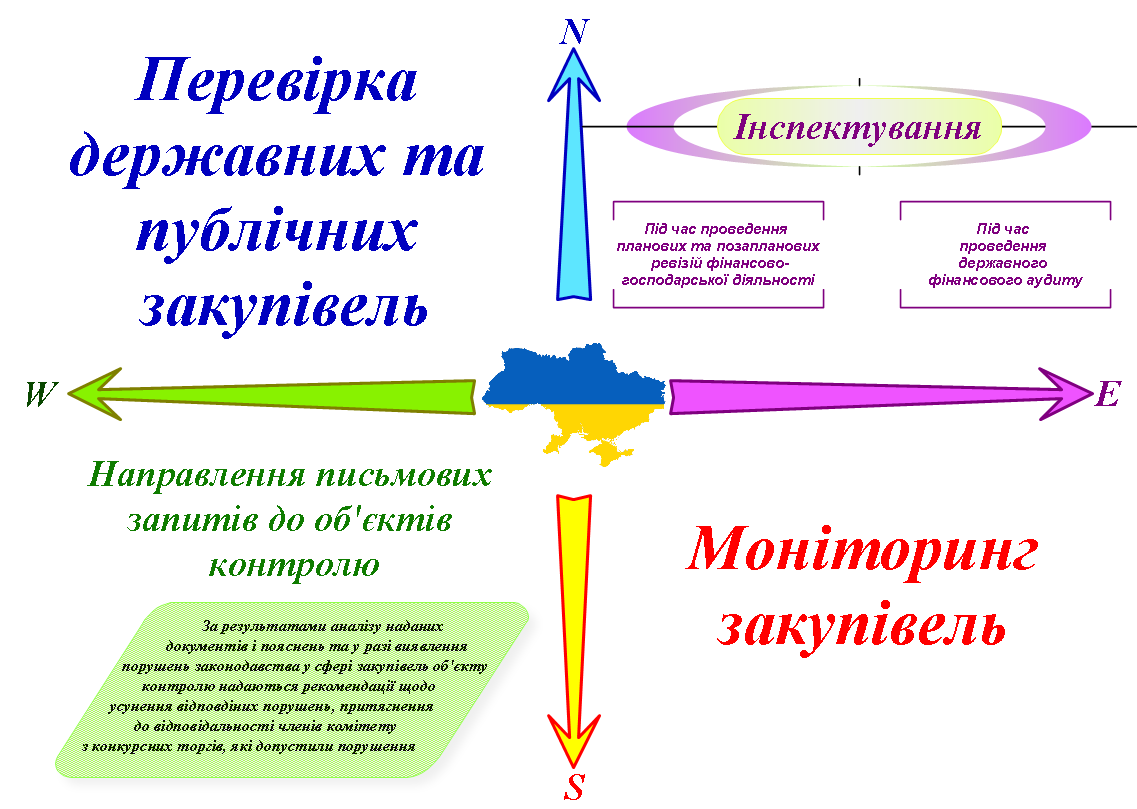 N
Перевірка
державних та
публічних
закупівель
Інспектування
Під час проведення
планових та позапланових
ревізій фінансово-
господарської діяльності
Під час
проведення
державного
фінансового аудиту
W
E
Направлення письмових
запитів до об'єктів
контролю
За результатами аналізу наданих
документів і пояснень та у разі виявлення
порушень законодавства у сфері закупівель об'єкту
контролю надаються рекомендації щодо
усунення відповдіних порушень, притягнення
до відповідальності членів комітету
з конкурсних торгів, які допустили порушення
Моніторинг
закупівель
S